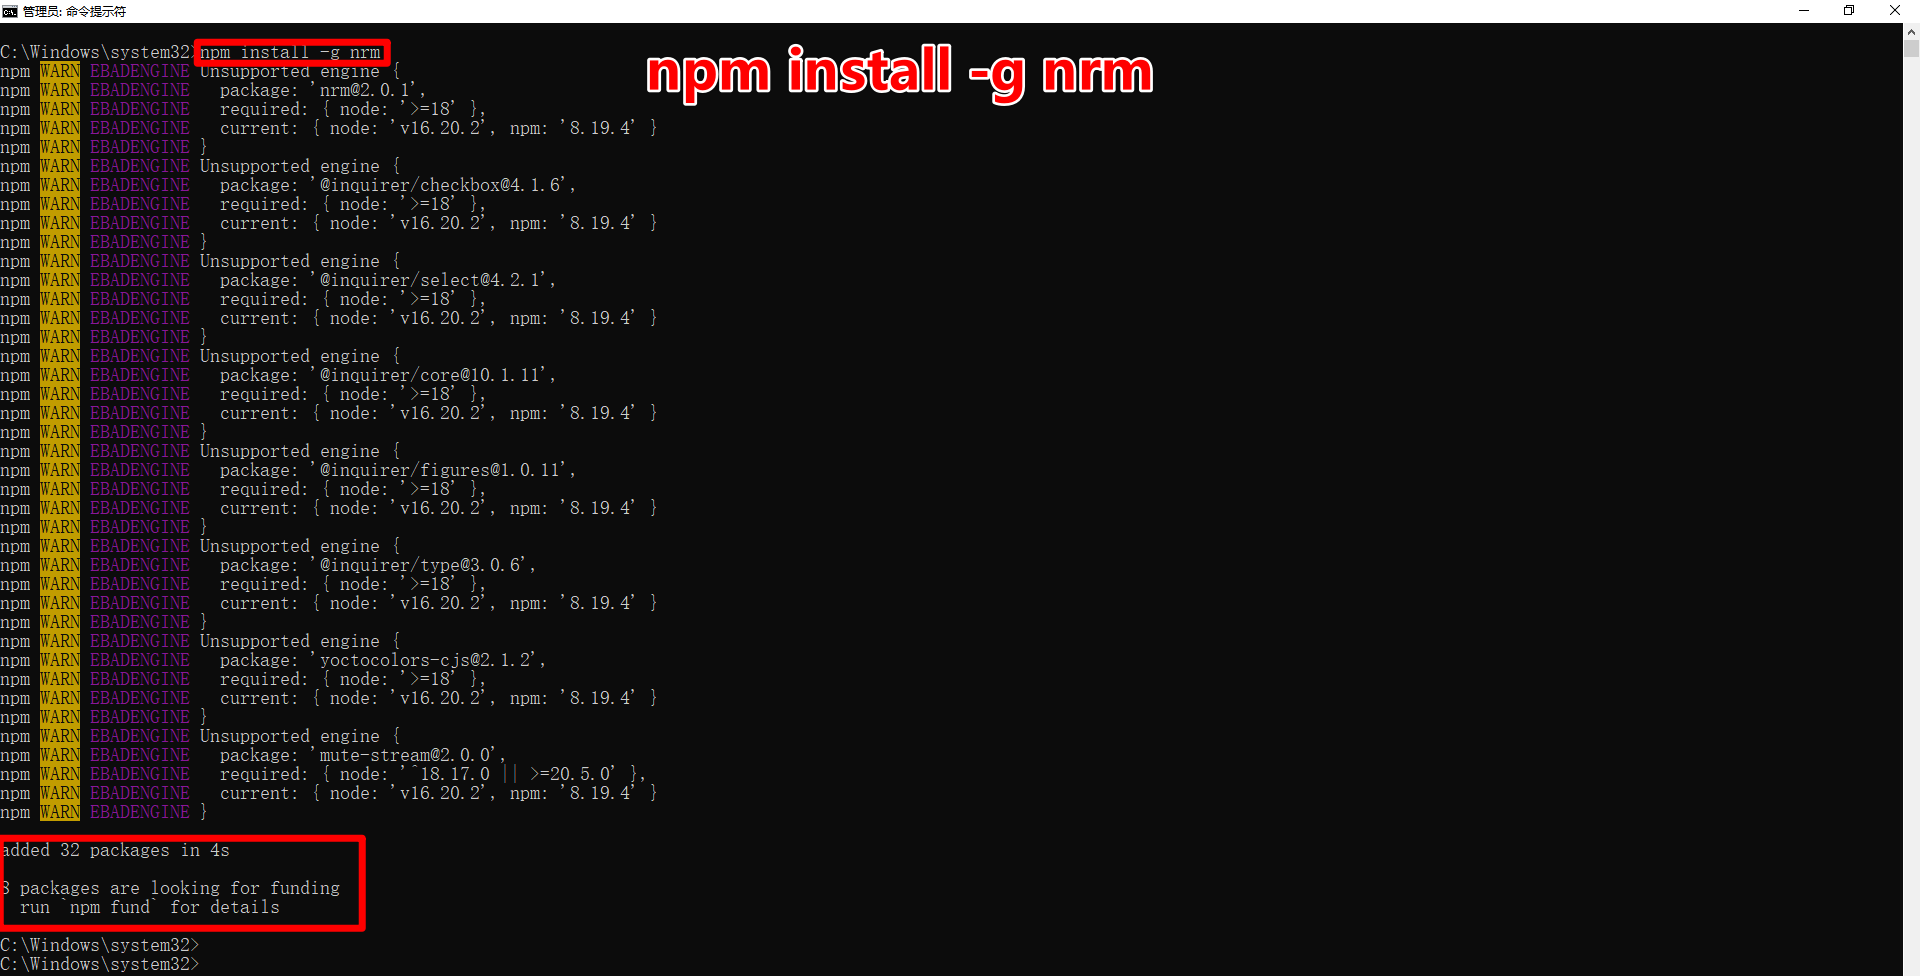 管理员: 命令提示符
C:\Windows\system32>npm install -g nrm
npm install -g nrm
npm WARN EBADENGINE Unsupported engine {
npm WARN EBADENGINE   package: 'nrm@2.0.1',
npm WARN EBADENGINE   required: { node: '>=18' },
npm WARN EBADENGINE   current: { node: 'v16.20.2', npm: '8.19.4' }
npm WARN EBADENGINE }
npm WARN EBADENGINE Unsupported engine {
npm WARN EBADENGINE   package: '@inquirer/checkbox@4.1.6',
npm WARN EBADENGINE   required: { node: '>=18' },
npm WARN EBADENGINE   current: { node: 'v16.20.2', npm: '8.19.4' }
npm WARN EBADENGINE }
npm WARN EBADENGINE Unsupported engine {
npm WARN EBADENGINE   package: '@inquirer/select@4.2.1',
npm WARN EBADENGINE   required: { node: '>=18' },
npm WARN EBADENGINE   current: { node: 'v16.20.2', npm: '8.19.4' }
npm WARN EBADENGINE }
npm WARN EBADENGINE Unsupported engine {
npm WARN EBADENGINE   package: '@inquirer/core@10.1.11',
npm WARN EBADENGINE   required: { node: '>=18' },
npm WARN EBADENGINE   current: { node: 'v16.20.2', npm: '8.19.4' }
npm WARN EBADENGINE }
npm WARN EBADENGINE Unsupported engine {
npm WARN EBADENGINE   package: '@inquirer/figures@1.0.11',
npm WARN EBADENGINE   required: { node: '>=18' },
npm WARN EBADENGINE   current: { node: 'v16.20.2', npm: '8.19.4' }
npm WARN EBADENGINE }
npm WARN EBADENGINE Unsupported engine {
npm WARN EBADENGINE   package: '@inquirer/type@3.0.6',
npm WARN EBADENGINE   required: { node: '>=18' },
npm WARN EBADENGINE   current: { node: 'v16.20.2', npm: '8.19.4' }
npm WARN EBADENGINE }
npm WARN EBADENGINE Unsupported engine {
npm WARN EBADENGINE   package: 'yoctocolors-cjs@2.1.2',
npm WARN EBADENGINE   required: { node: '>=18' },
npm WARN EBADENGINE   current: { node: 'v16.20.2', npm: '8.19.4' }
npm WARN EBADENGINE }
npm WARN EBADENGINE Unsupported engine {
npm WARN EBADENGINE   package: 'mute-stream@2.0.0',
npm WARN EBADENGINE   required: { node: '^18.17.0 || >=20.5.0' },
npm WARN EBADENGINE   current: { node: 'v16.20.2', npm: '8.19.4' }
npm WARN EBADENGINE }
added 32 packages in 4s
8 packages are looking for funding
  run `npm fund` for details
C:\Windows\system32>
C:\Windows\system32>